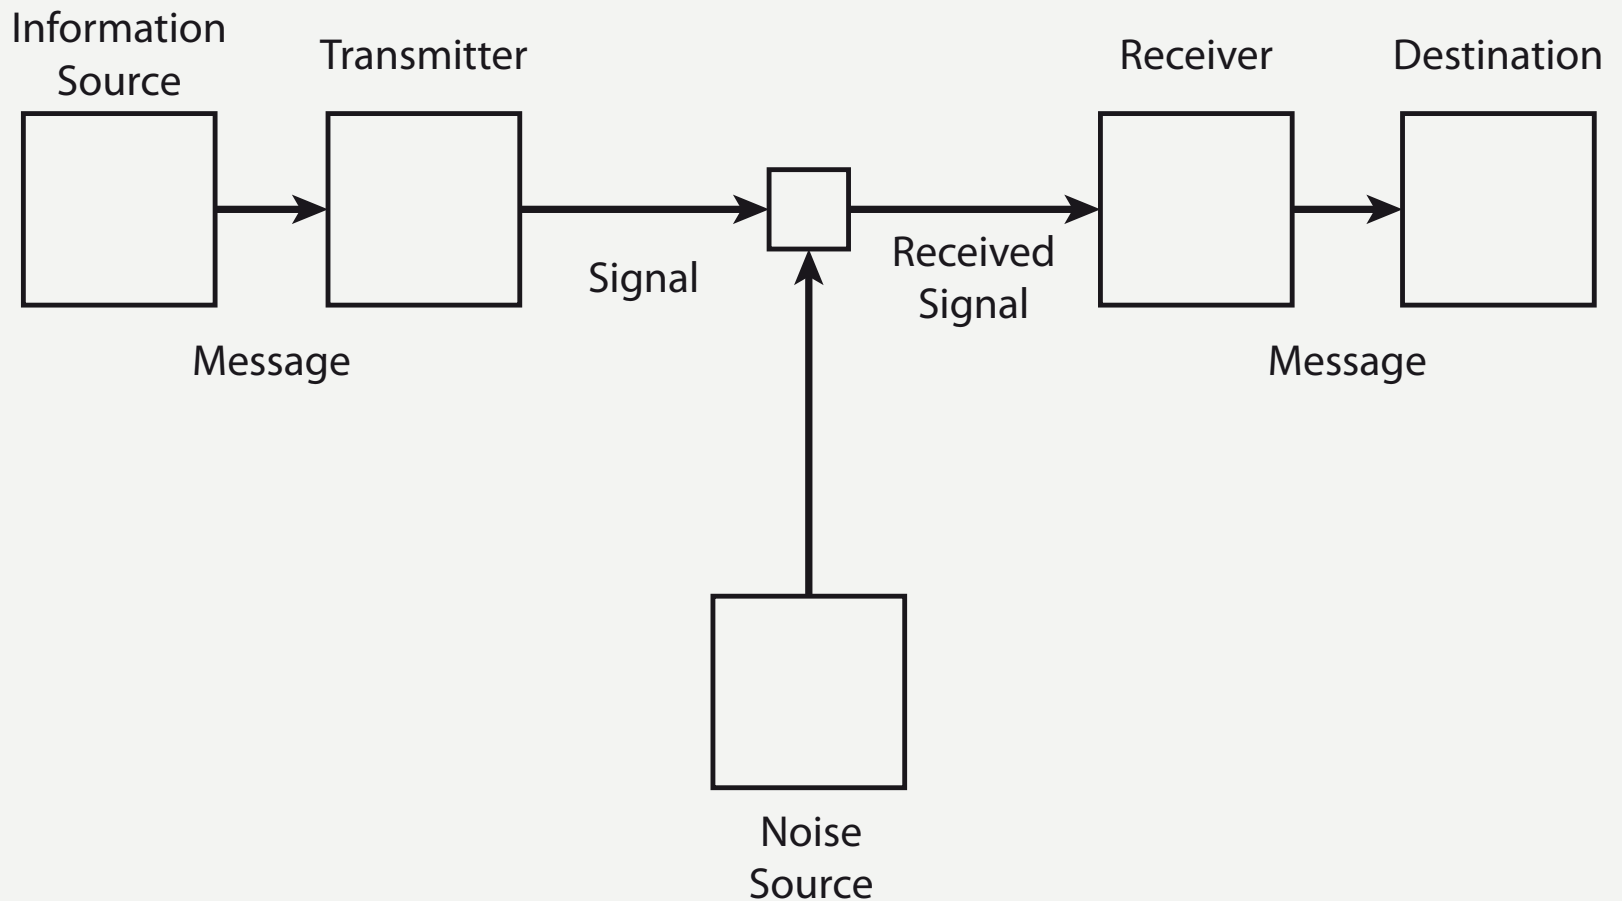 Information
Source
Transmitter
Receiver
Destination
Signal
Received
Signal
Message
Message
Noise
Source